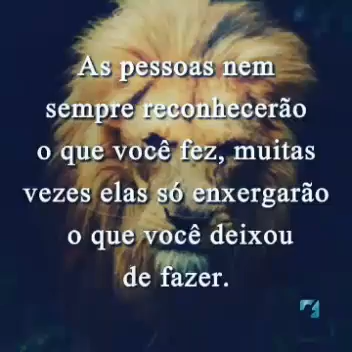 As pessoas nem
sempre reconhecerão
o que você fez, muitas
vezes elas só enxergarão
o que você deixou
de fazer.